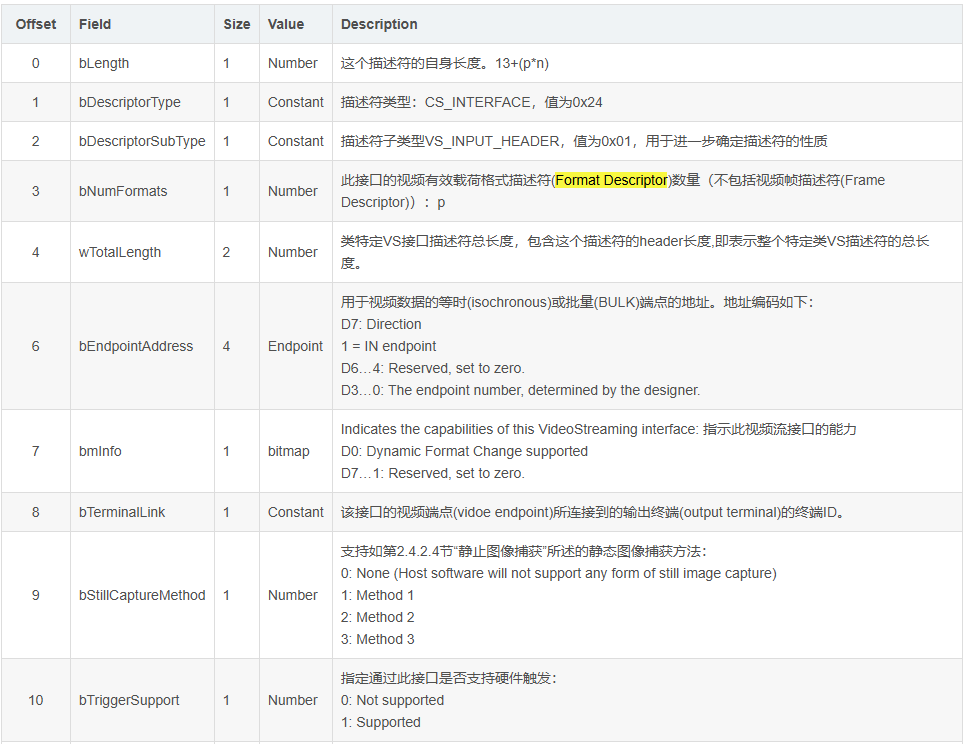 Offset Field Size Value Description
0 bLength 1 Number 这个描述符的自身长度。13+(p*n)
1 bDescriptorType 1 Constant 描述符类型：CS_INTERFACE，值为0x24
2 bDescriptorSubType 1 Constant 描述符子类型VS_INPUT_HEADER，值为0x01，用于进一步确定描述符的性质
3 bNumFormats 1 Number 此接口的视频有效载荷格式描述符(Format Descriptor)数量（不包括视频帧描述符(Frame
Descriptor)）：p
4 wTotalLength 2 Number 类特定VS接口描述符总长度，包含这个描述符的header长度,即表示整个特定类VS描述符的总长
度。
6 bEndpointAddress 4 Endpoint 用于视频数据的等时(isochronous)或批量(BULK)端点的地址。地址编码如下：
D7: Direction
1 = IN endpoint
D6…4: Reserved, set to zero.
D3…0: The endpoint number, determined by the designer.
7 bmInfo 1 bitmap Indicates the capabilities of this VideoStreaming interface: 指示此视频流接口的能力
D0: Dynamic Format Change supported
D7…1: Reserved, set to zero.
8 bTerminalLink 1 Constant 该接口的视频端点(vidoe endpoint)所连接到的输出终端(output terminal)的终端ID。
9 bStillCaptureMethod 1 Number 支持如第2.4.2.4节“静止图像捕获”所述的静态图像捕获方法：
0: None (Host software will not support any form of still image capture)
1: Method 1
2: Method 2
3: Method 3
10 bTriggerSupport 1 Number 指定通过此接口是否支持硬件触发：
0: Not supported
1: Supported